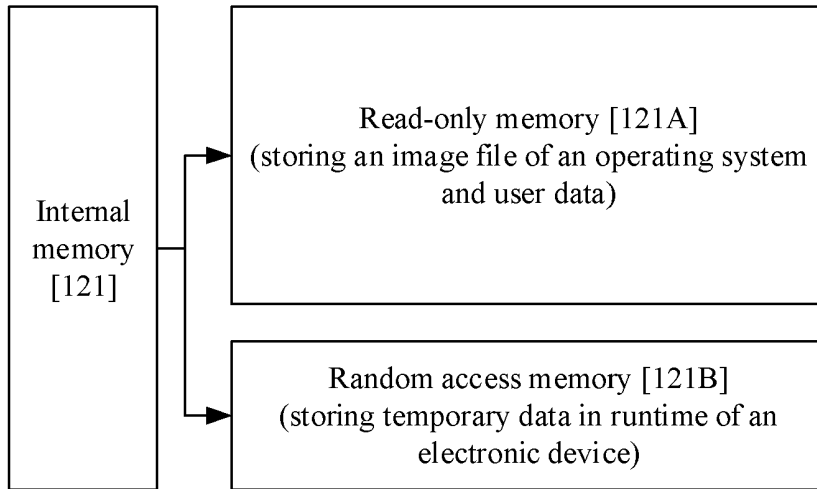 Internal
memory
[121]
Read-only memory [121A]
(storing an image file of an operating system
and user data)
Random access memory [121B]
(storing temporary data in runtime of an
electronic device)